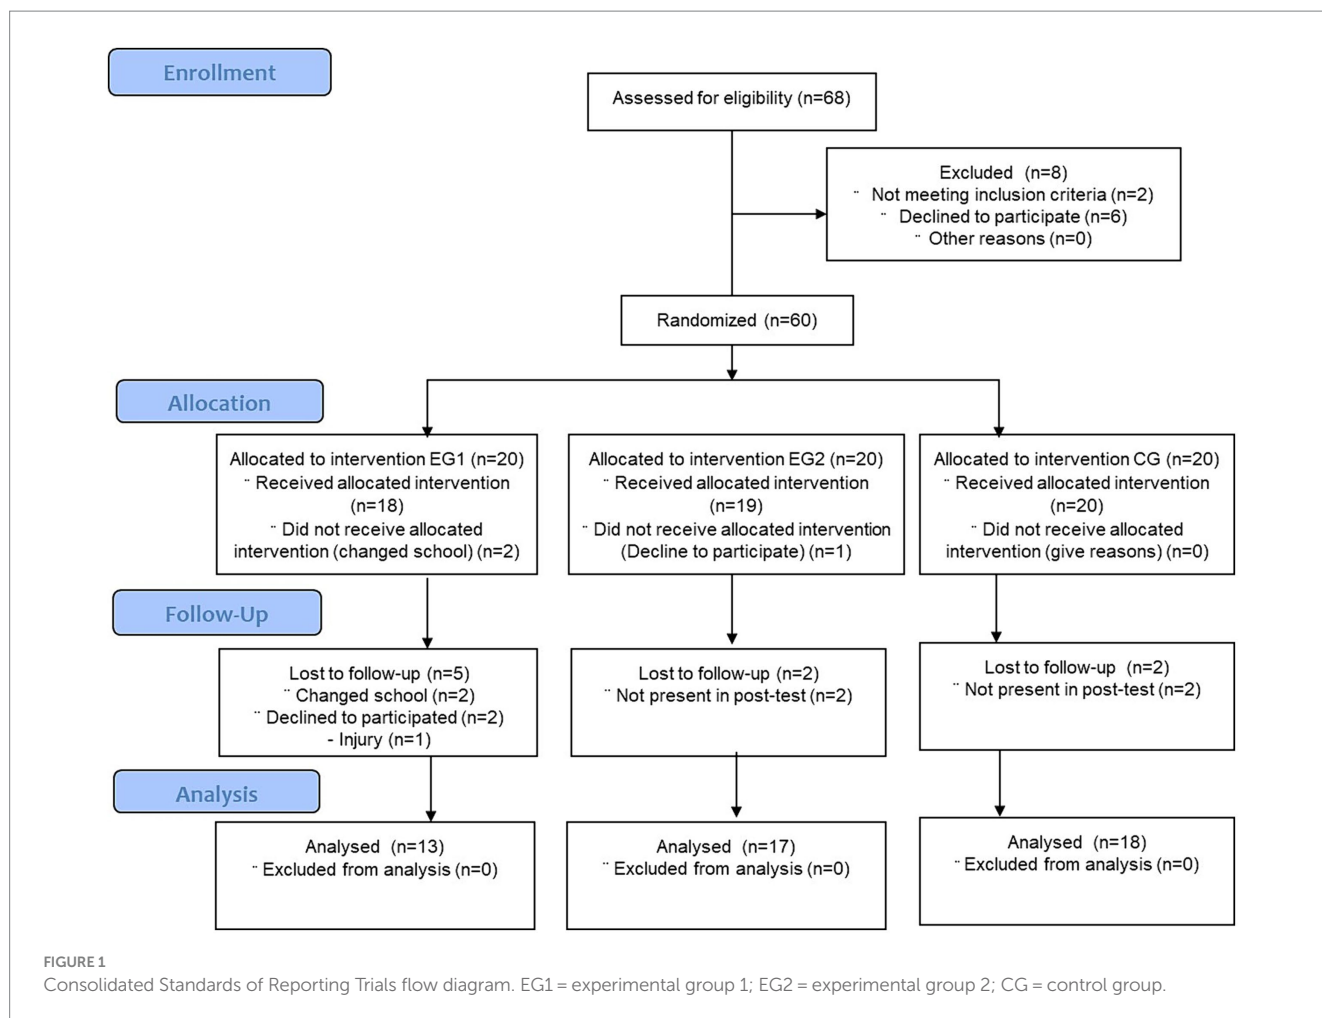 Enrollment
Assessed for eligibility (n=68)
Excluded (n=8)
¨ Not meeting inclusion criteria (n=2)
¨ Declined to participate (n=6)
¨ Other reasons (n=0)
Randomized (n=60)
Allocation
Allocated to intervention EG1 (n=20)
¨ Received allocated intervention
(n=18)
¨ Did not receive allocated
intervention (changed school) (n=2)
Allocated to intervention EG2 (n=20)
¨ Received allocated intervention
(n=19)
¨ Did not receive allocated intervention
(Decline to participate) (n=1)
Allocated to intervention CG (n=20)
¨ Received allocated intervention
(n=20)
¨ Did not receive allocated
intervention (give reasons) (n=0)
Follow-Up
Lost to follow-up (n=5)
¨ Changed school (n=2)
¨ Declined to participated (n=2)
- Injury (n=1)
Lost to follow-up (n=2)
¨ Not present in post-test (n=2)
Lost to follow-up (n=2)
¨ Not present in post-test (n=2)
Analysis
Analysed (n=13)
¨ Excluded from analysis (n=0)
Analysed (n=17)
¨ Excluded from analysis (n=0)
Analysed (n=18)
¨ Excluded from analysis (n=0)
FIGURE 1
Consolidated Standards of Reporting Trials flow diagram. EG1 = experimental group 1; EG2 = experimental group 2; CG = control group.